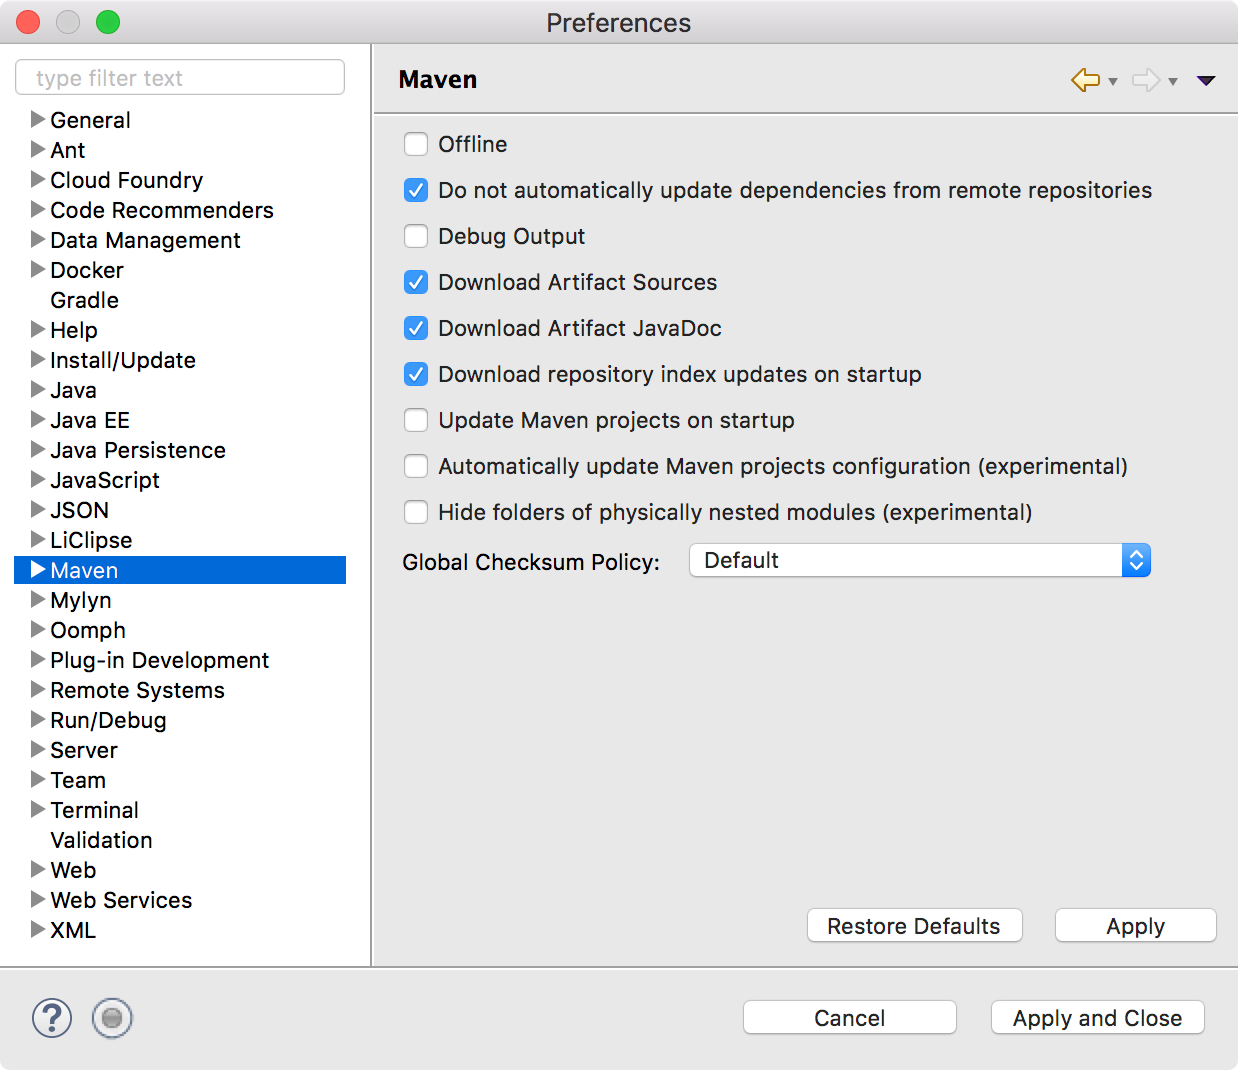 Preferences
type filter text
General
Ant
Cloud Foundry
Code Recommenders
Data Management
Docker
Gradle
Help
Install/Update
Java
Java EE
Java Persistence
JavaScript
JSON
LiClipse
Maven
Mylyn
Oomph
Plug-in Development
Remote Systems
Run/Debug
Server
Team
Terminal
Validation
Web
Web Services
XML
Maven
Offline
Do not automatically update dependencies from remote repositories
Debug Output
Download Artifact Sources
Download Artifact JavaDoc
Download repository index updates on startup
Update Maven projects on startup
Automatically update Maven projects configuration (experimental)
Hide folders of physically nested modules (experimental)
Global Checksum Policy: Default
Restore Defaults Apply
? Cancel Apply and Close